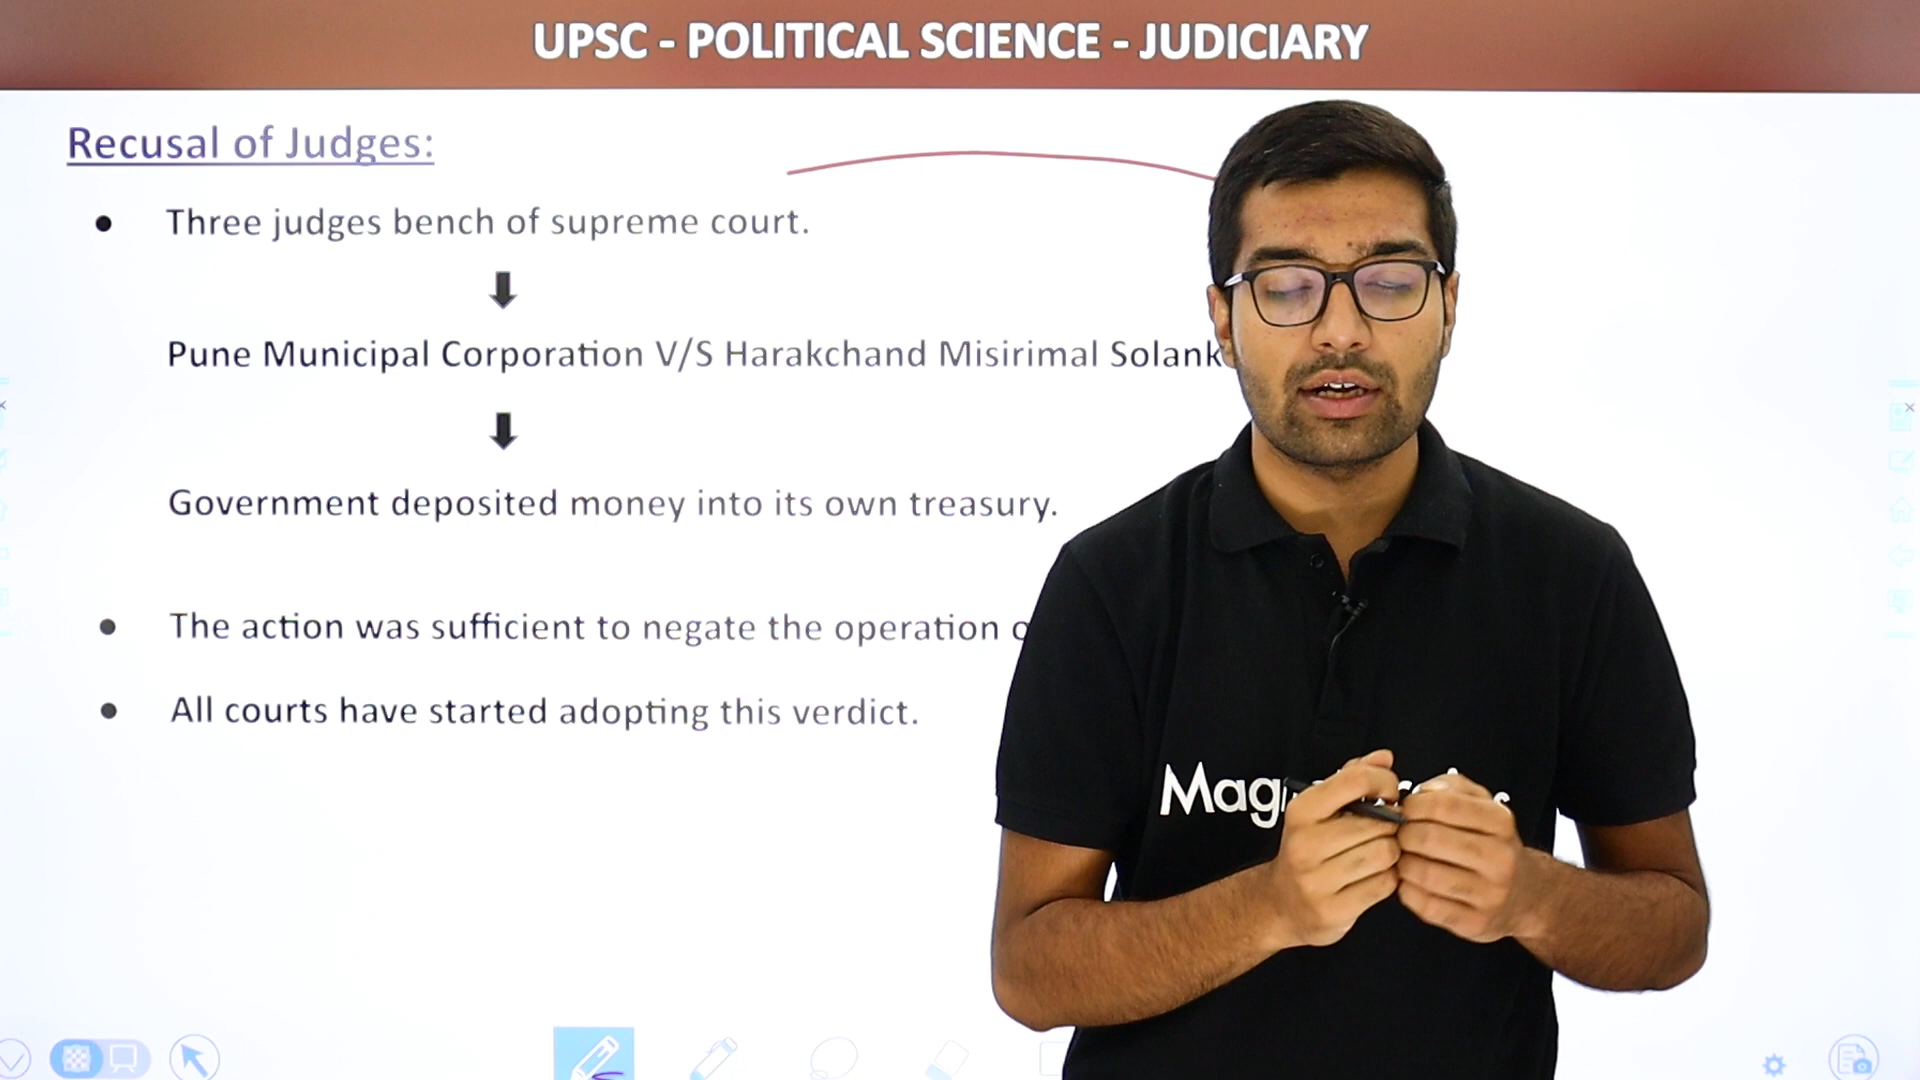 UPSC - POLITICAL SCIENCE - JUDICIARY
Recusal of Judges:
● Three judges bench of supreme court.
Pune Municipal Corporation V/S Harakchand Misirimal Solank
Government deposited money into its own treasury.
● The action was sufficient to negate the operation
● All courts have started adopting this verdict.